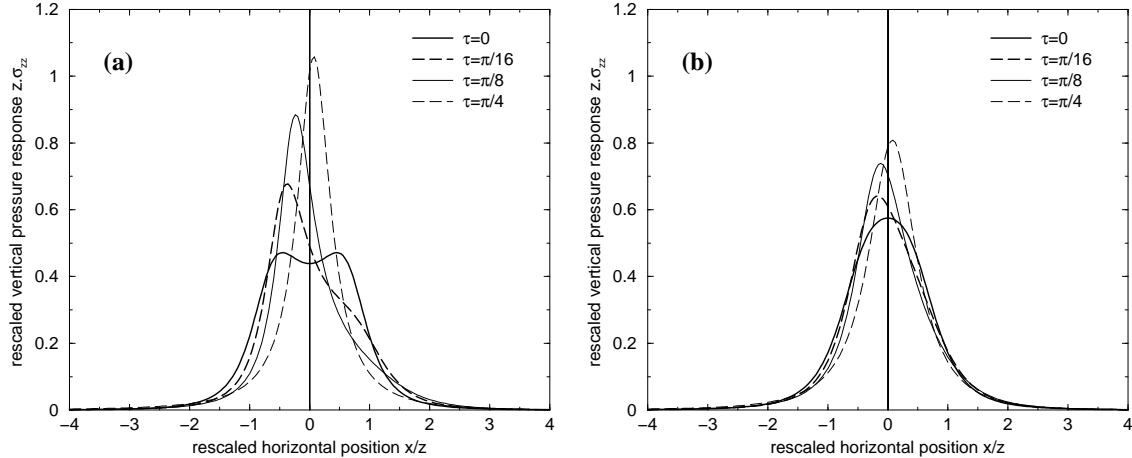 1.2
1
0.8
0.6
0.4
0.2
0
rescaled vertical pressure response z.σzz
(a)
τ=0
τ=π/16
τ=π/8
τ=π/4
−4 −3 −2 −1 0 1 2 3 4
rescaled horizontal position x/z
1.2
1
0.8
0.6
0.4
0.2
0
rescaled vertical pressure response z.σzz
(b)
τ=0
τ=π/16
τ=π/8
τ=π/4
−4 −3 −2 −1 0 1 2 3 4
rescaled horizontal position x/z